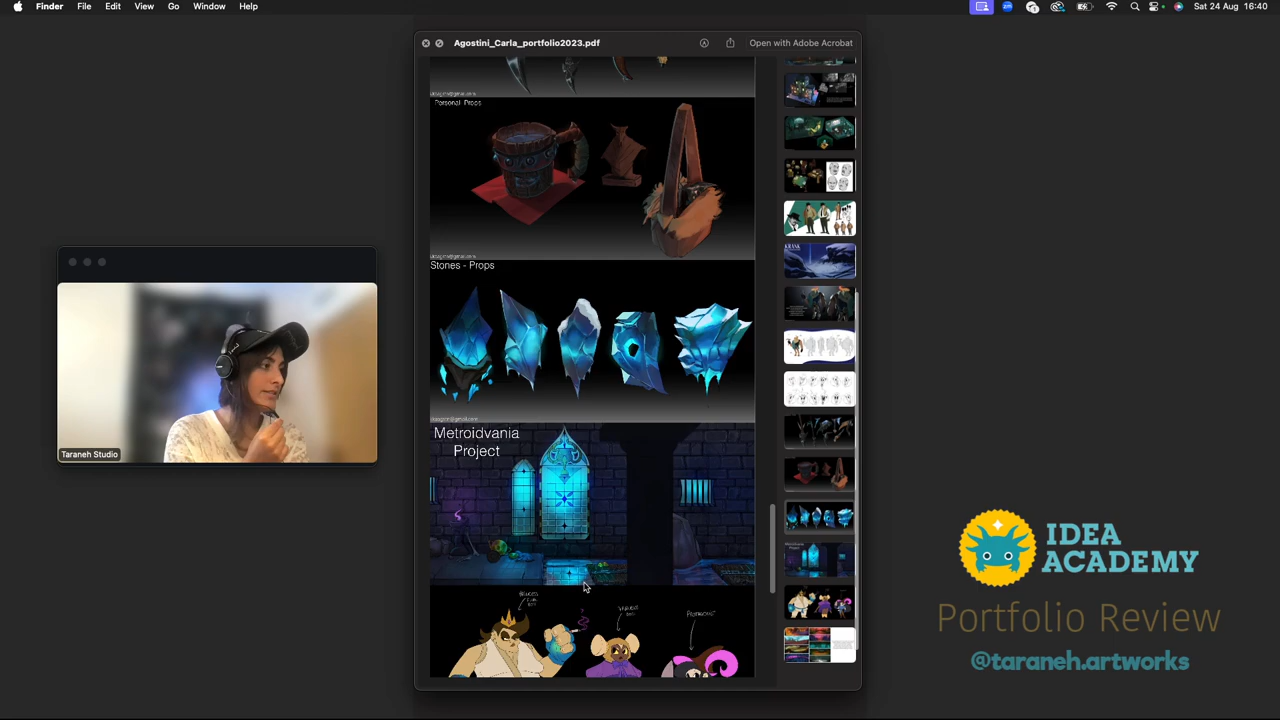 Finder File Edit View Go Window Help
Sat 24 Aug 16:40
Agostini_Carla_portfolio2023.pdf
Open with Adobe Acrobat
Personal Props
Stones - Props
Metroidvania
Project
Taraneh Studio
IDEA
ACADEMY
Portfolio Review
@taraneh.artworks